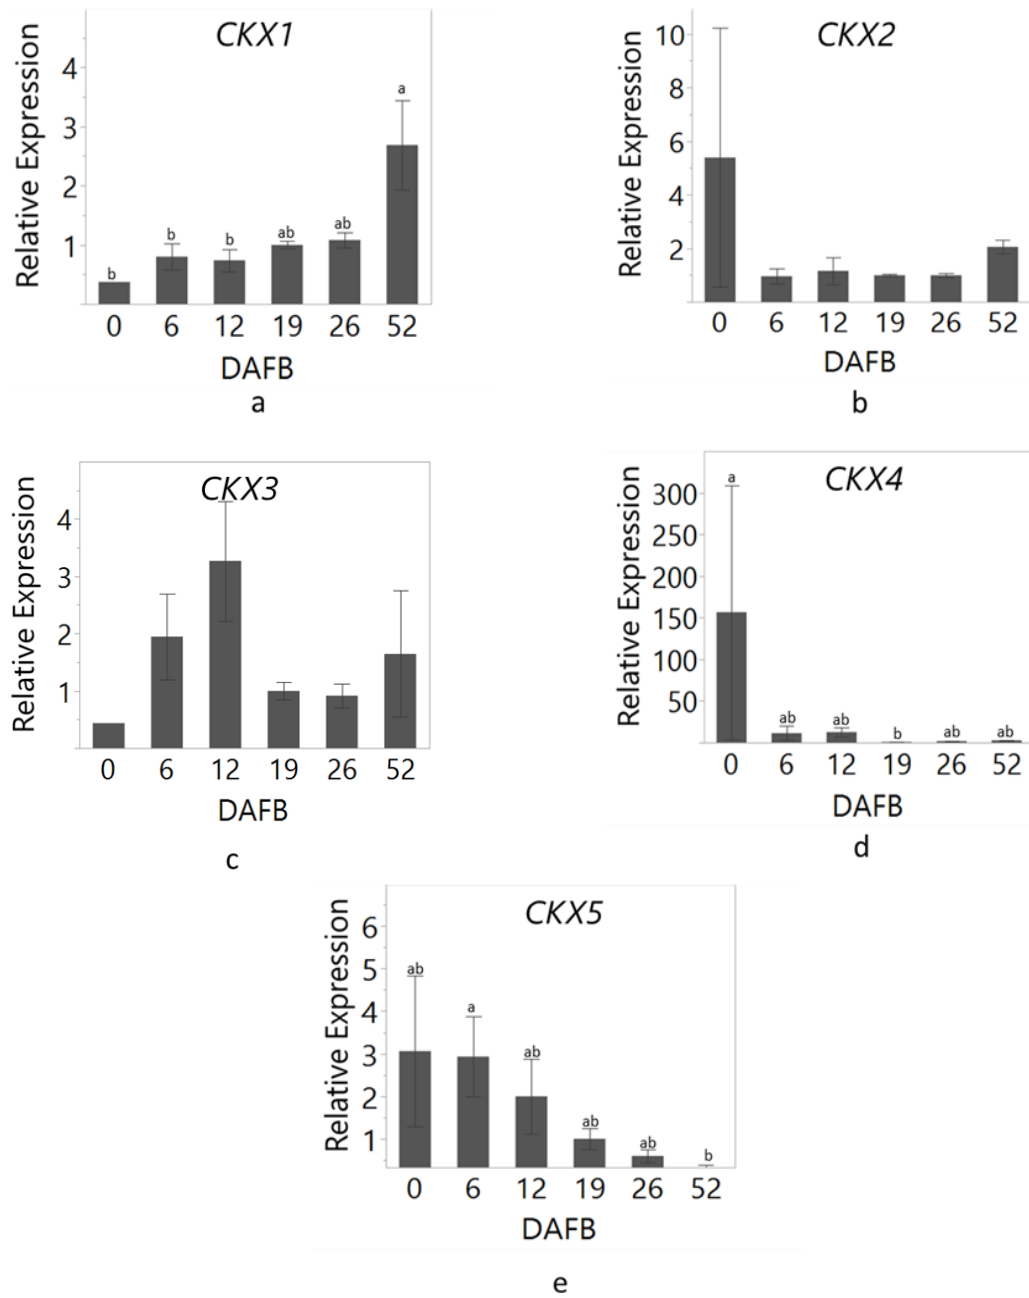 CKX1
Relative Expression
4
3
2
1
b
b
b
ab
ab
a
0 6 12 19 26 52
DAFB
a
CKX2
Relative Expression
10
8
6
4
2
0 6 12 19 26 52
DAFB
b
CKX3
Relative Expression
4
3
2
1
0 6 12 19 26 52
DAFB
c
CKX4
Relative Expression
300
250
200
150
100
50
a
ab
ab
b
ab
ab
0 6 12 19 26 52
DAFB
d
CKX5
Relative Expression
6
5
4
3
2
1
ab
a
ab
ab
ab
b
0 6 12 19 26 52
DAFB
e